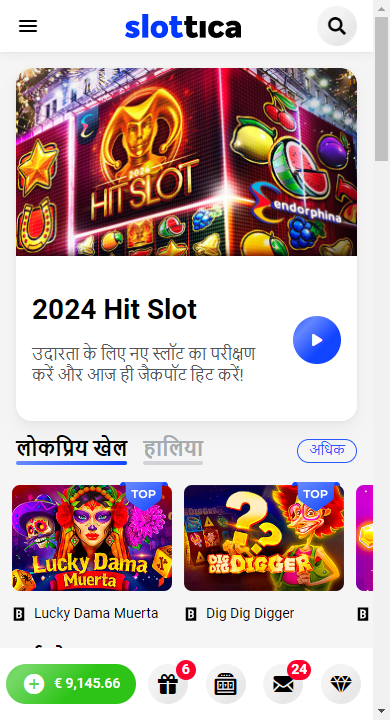 slottica
2024
HIT SLOT
endorphina
2024 Hit Slot
उदारता के लिए नए स्लॉट का परीक्षण
करें और आज ही जैकपॉट हिट करें!
लोकप्रिय खेल
हालिया
अधिक
TOP
TOP
LUCKY DAMA
MUERTA
DIG DIG
DIGGER
B Lucky Dama Muerta
B Dig Dig Digger
B
€ 9,145.66
6
24